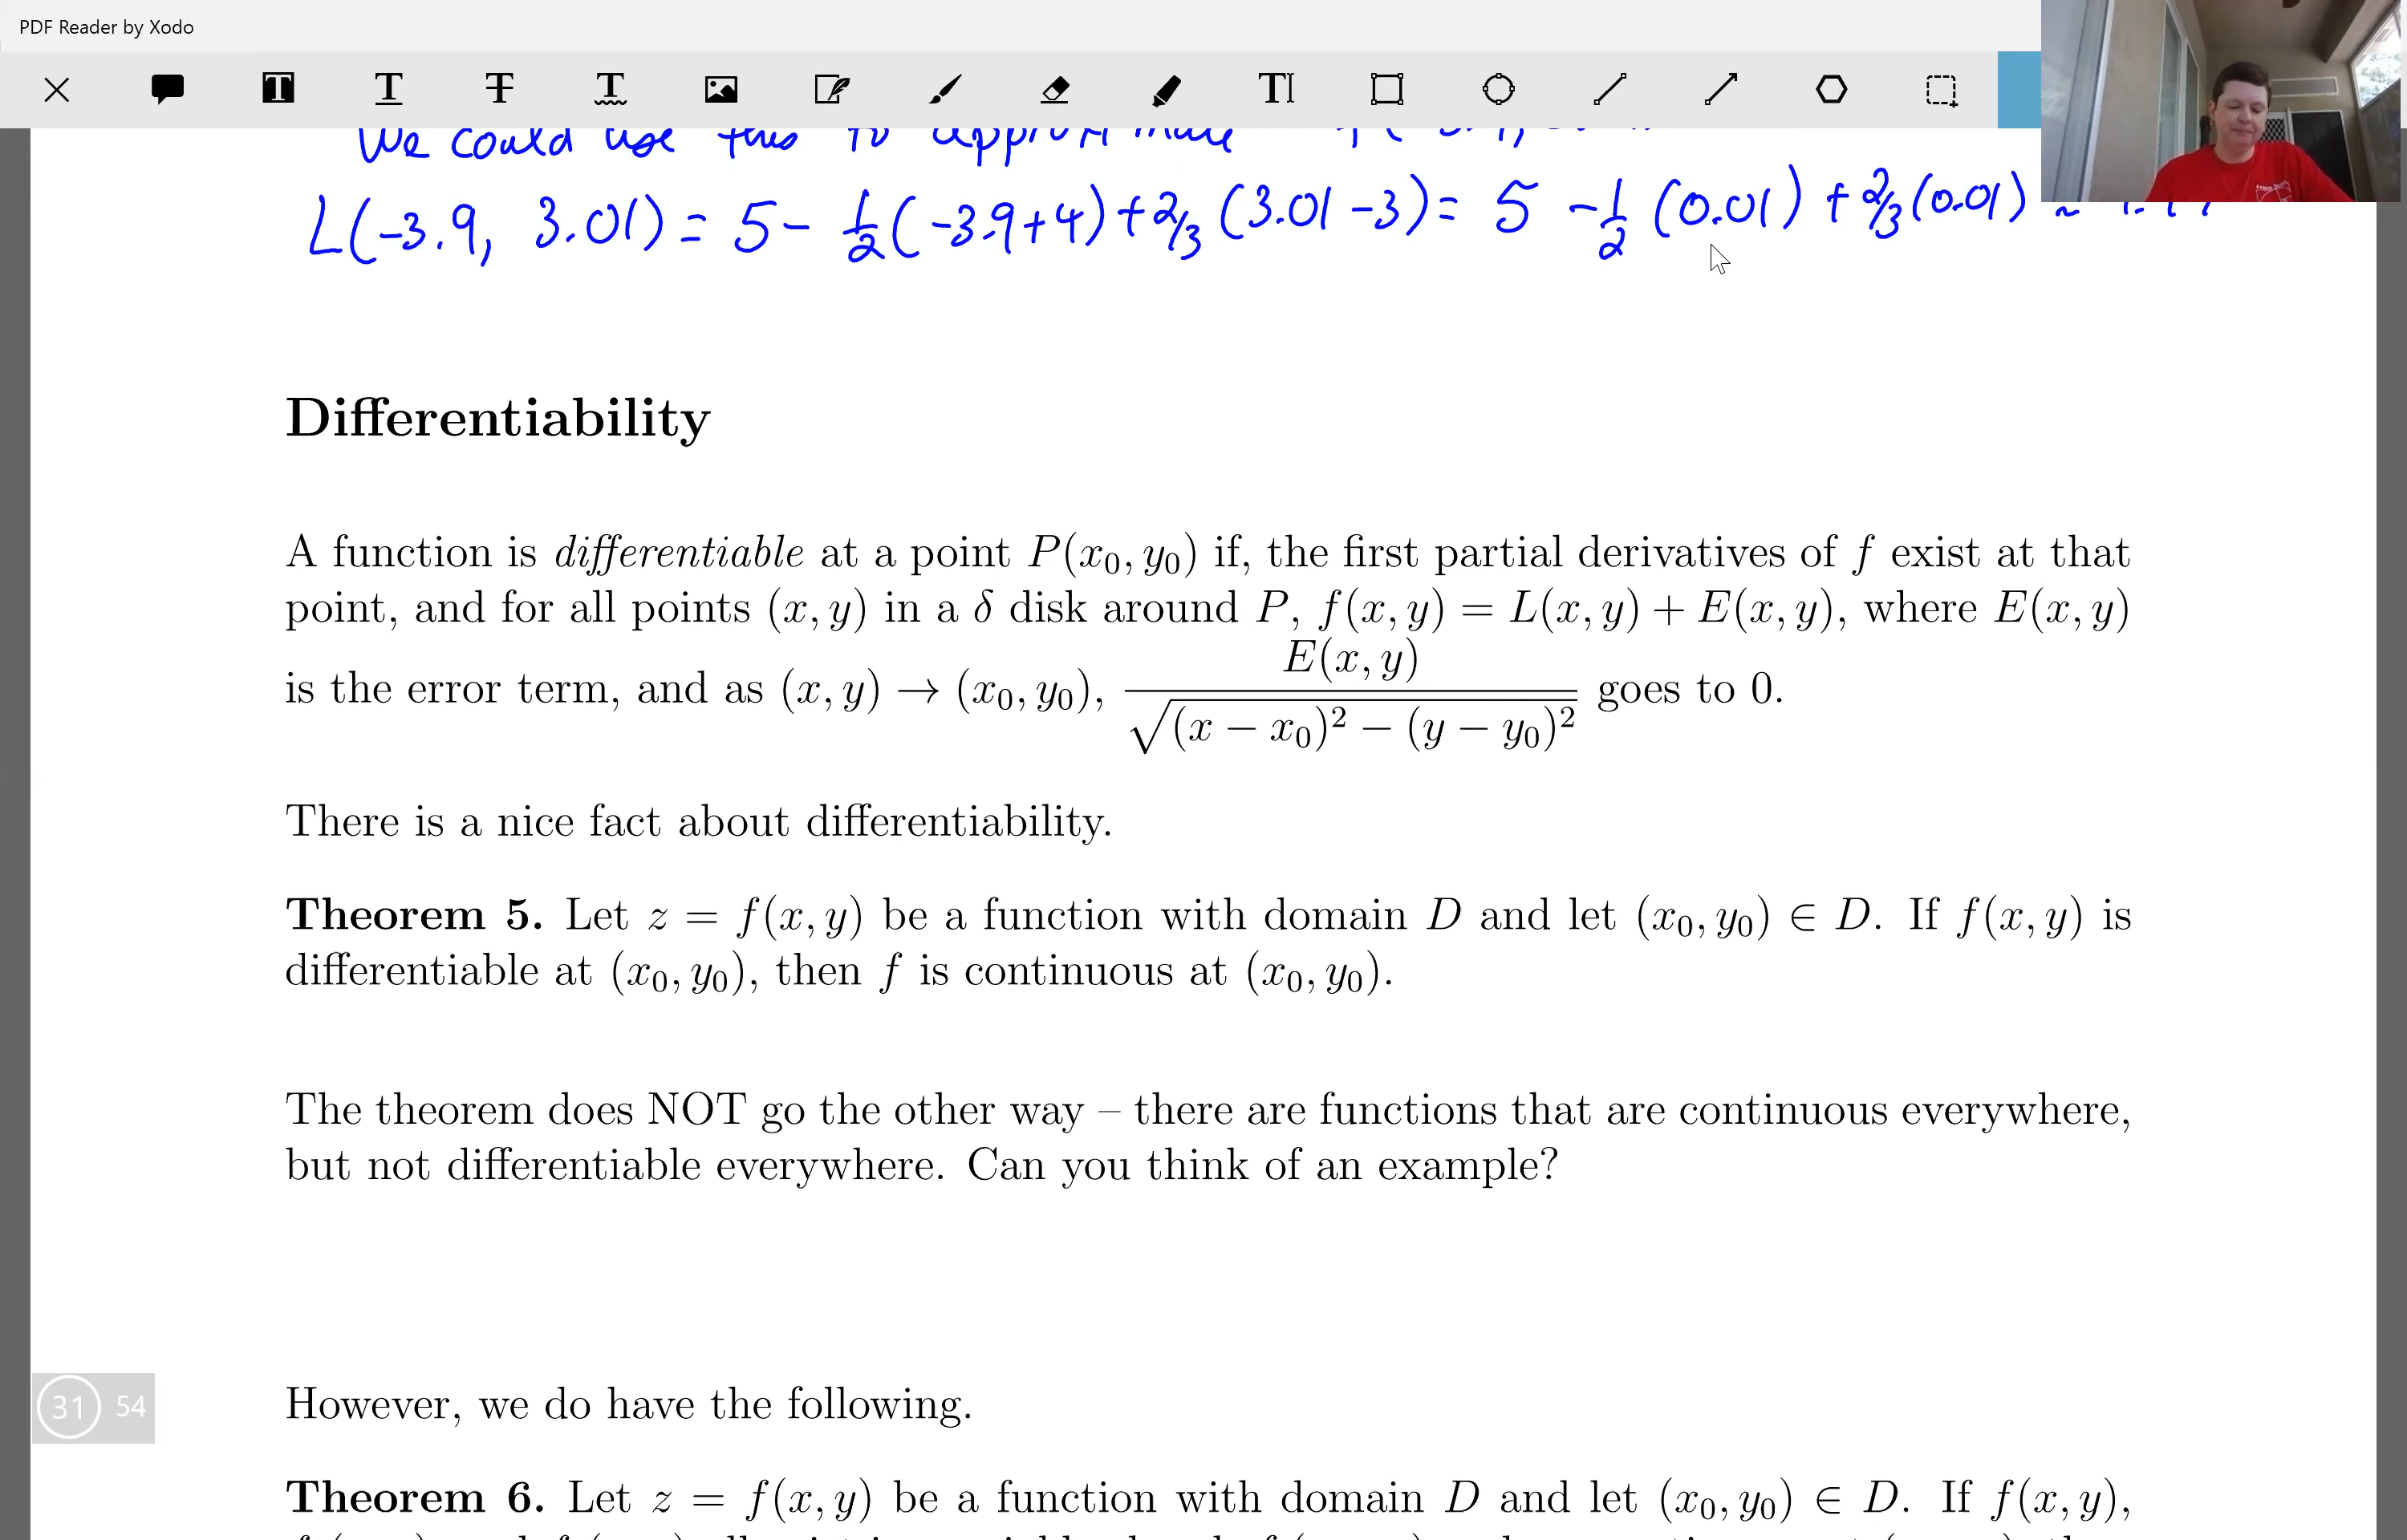 PDF Reader by Xodo
We could use this to approximate
L(-3.9, 3.01) = 5 - 1/2 (-3.9+4) + 2/3 (3.01-3) = 5 - 1/2 (0.01) + 2/3 (0.01) ≈
Differentiability
A function is differentiable at a point P(x₀, y₀) if, the first partial derivatives of f exist at that
point, and for all points (x, y) in a δ disk around P, f(x, y) = L(x, y) + E(x, y), where E(x, y)
is the error term, and as (x, y) → (x₀, y₀), E(x, y) / √((x − x₀)² − (y − y₀)²) goes to 0.
There is a nice fact about differentiability.
Theorem 5. Let z = f(x, y) be a function with domain D and let (x₀, y₀) ∈ D. If f(x, y) is
differentiable at (x₀, y₀), then f is continuous at (x₀, y₀).
The theorem does NOT go the other way – there are functions that are continuous everywhere,
but not differentiable everywhere. Can you think of an example?
31 54
However, we do have the following.
Theorem 6. Let z = f(x, y) be a function with domain D and let (x₀, y₀) ∈ D. If f(x, y),